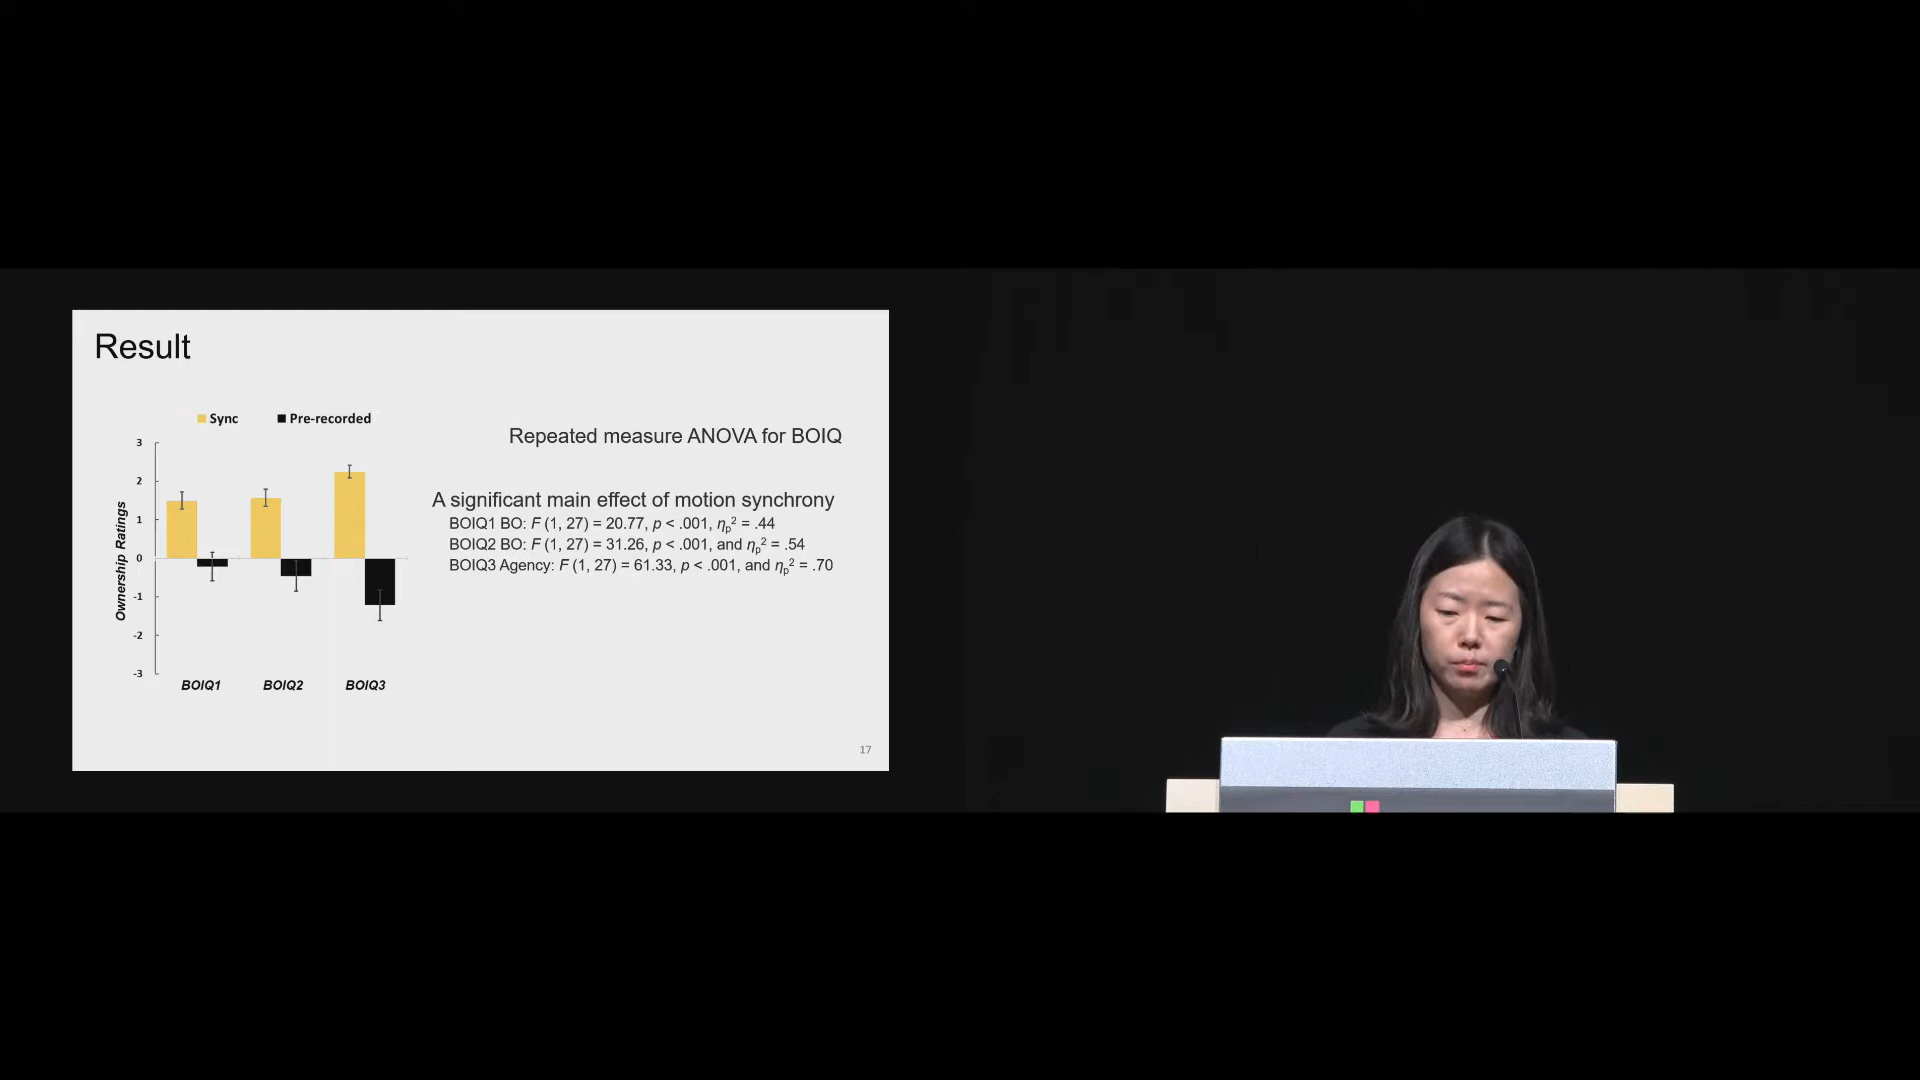 Result
Sync
Pre-recorded
3
2
1
0
-1
-2
-3
Ownership Ratings
BOIQ1
BOIQ2
BOIQ3
Repeated measure ANOVA for BOIQ
A significant main effect of motion synchrony
BOIQ1 BO: F (1, 27) = 20.77, p < .001, ηp² = .44
BOIQ2 BO: F (1, 27) = 31.26, p < .001, and ηp² = .54
BOIQ3 Agency: F (1, 27) = 61.33, p < .001, and ηp² = .70
17